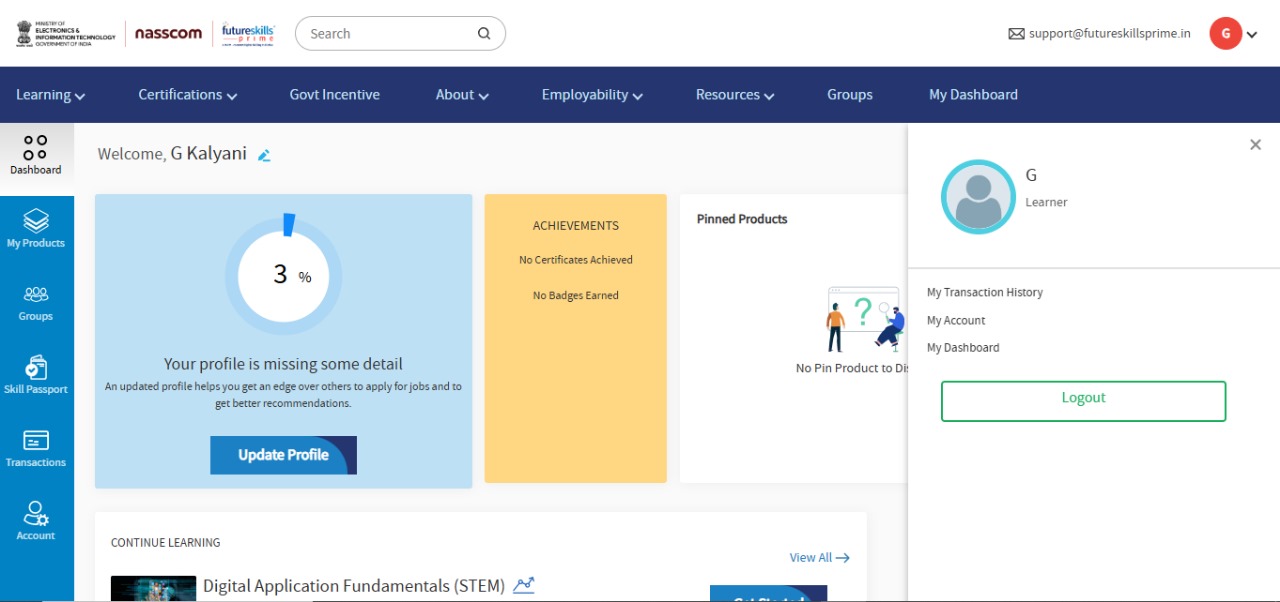 MINISTRY OF
ELECTRONICS &
INFORMATION TECHNOLOGY
GOVERNMENT OF INDIA
nasscom
futureskills
prime
Search
support@futureskillsprime.in
G
Learning
Certifications
Govt Incentive
About
Employability
Resources
Groups
My Dashboard
Dashboard
My Products
Groups
Skill Passport
Transactions
Account
Welcome, G Kalyani
3 %
Your profile is missing some detail
An updated profile helps you get an edge over others to apply for jobs and to
get better recommendations.
Update Profile
ACHIEVEMENTS
No Certificates Achieved
No Badges Earned
Pinned Products
?
No Pin Product to Dis
G
Learner
My Transaction History
My Account
My Dashboard
Logout
CONTINUE LEARNING
View All
Digital Application Fundamentals (STEM)
Get Started